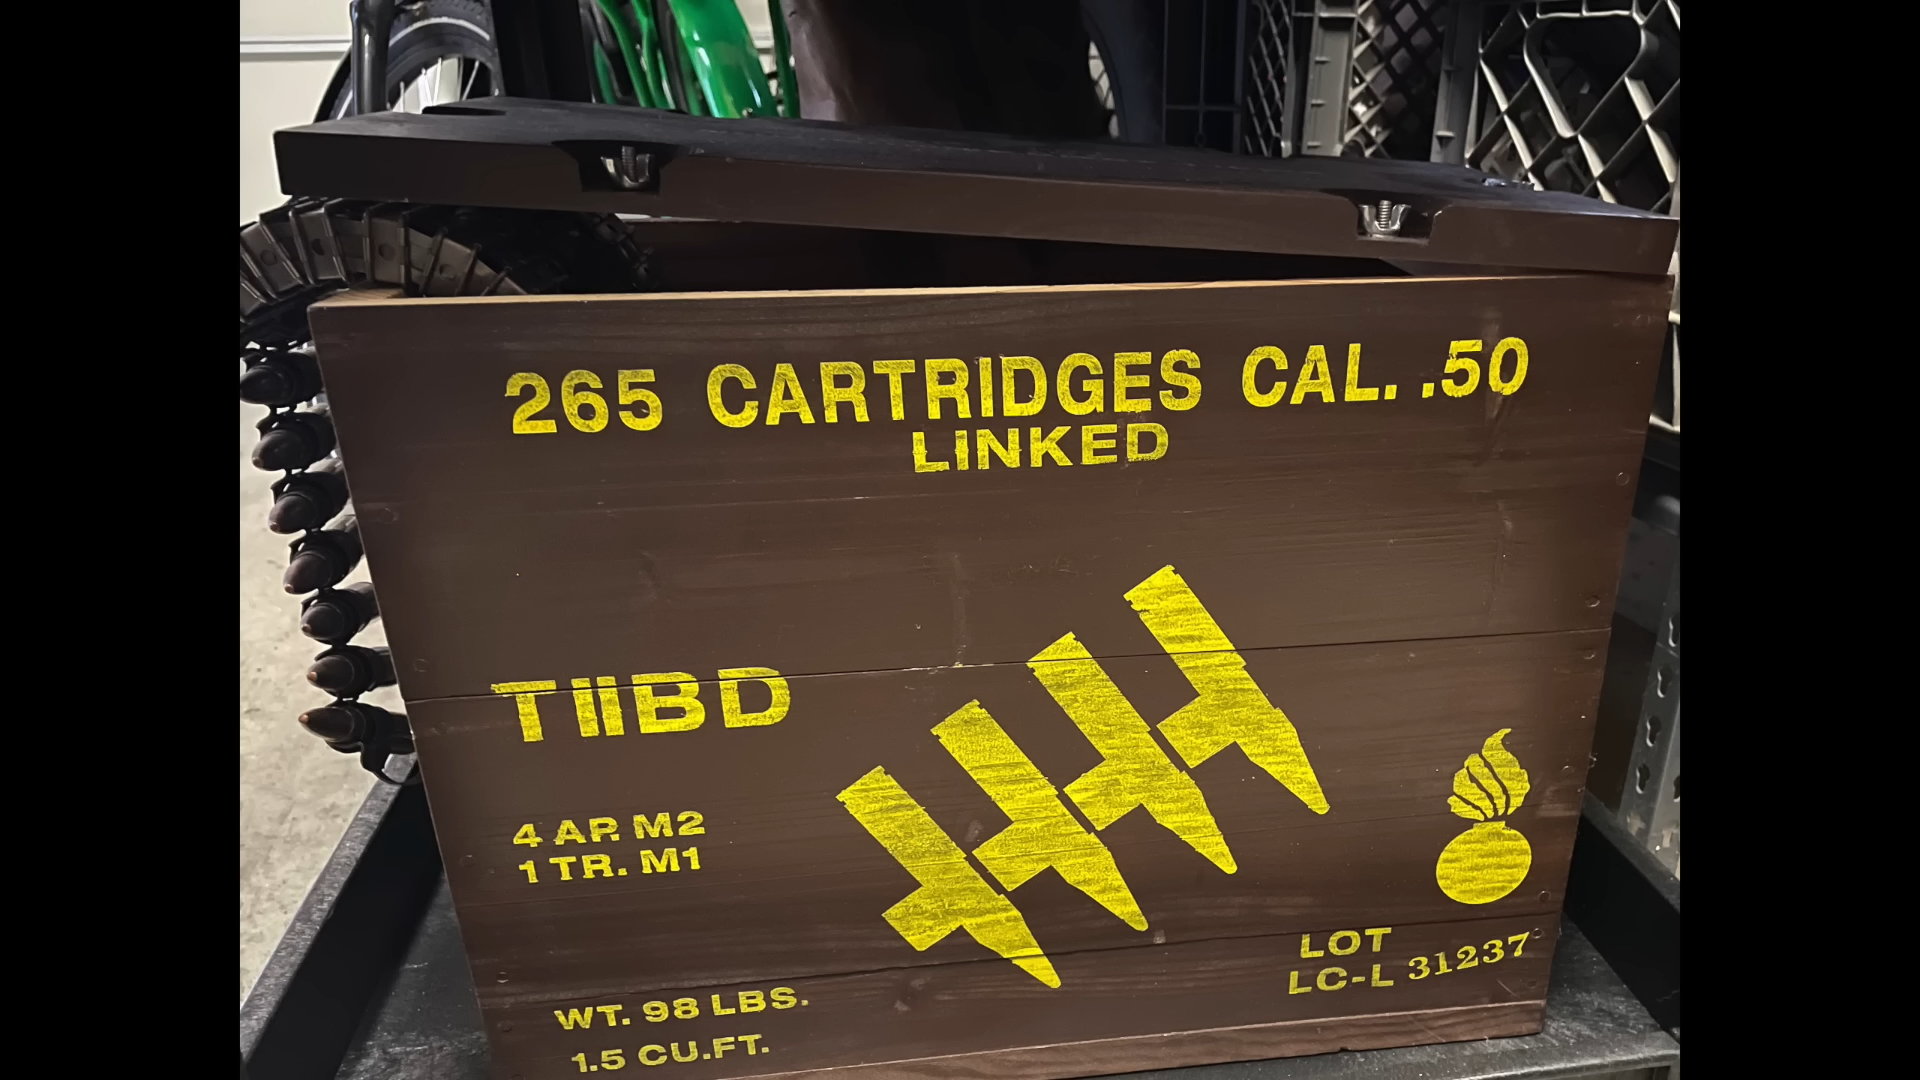 265 CARTRIDGES CAL. .50
LINKED
TIIBD
4 AP. M2
1 TR. M1
LOT
LC-L 31237
WT. 98 LBS.
1.5 CU.FT.